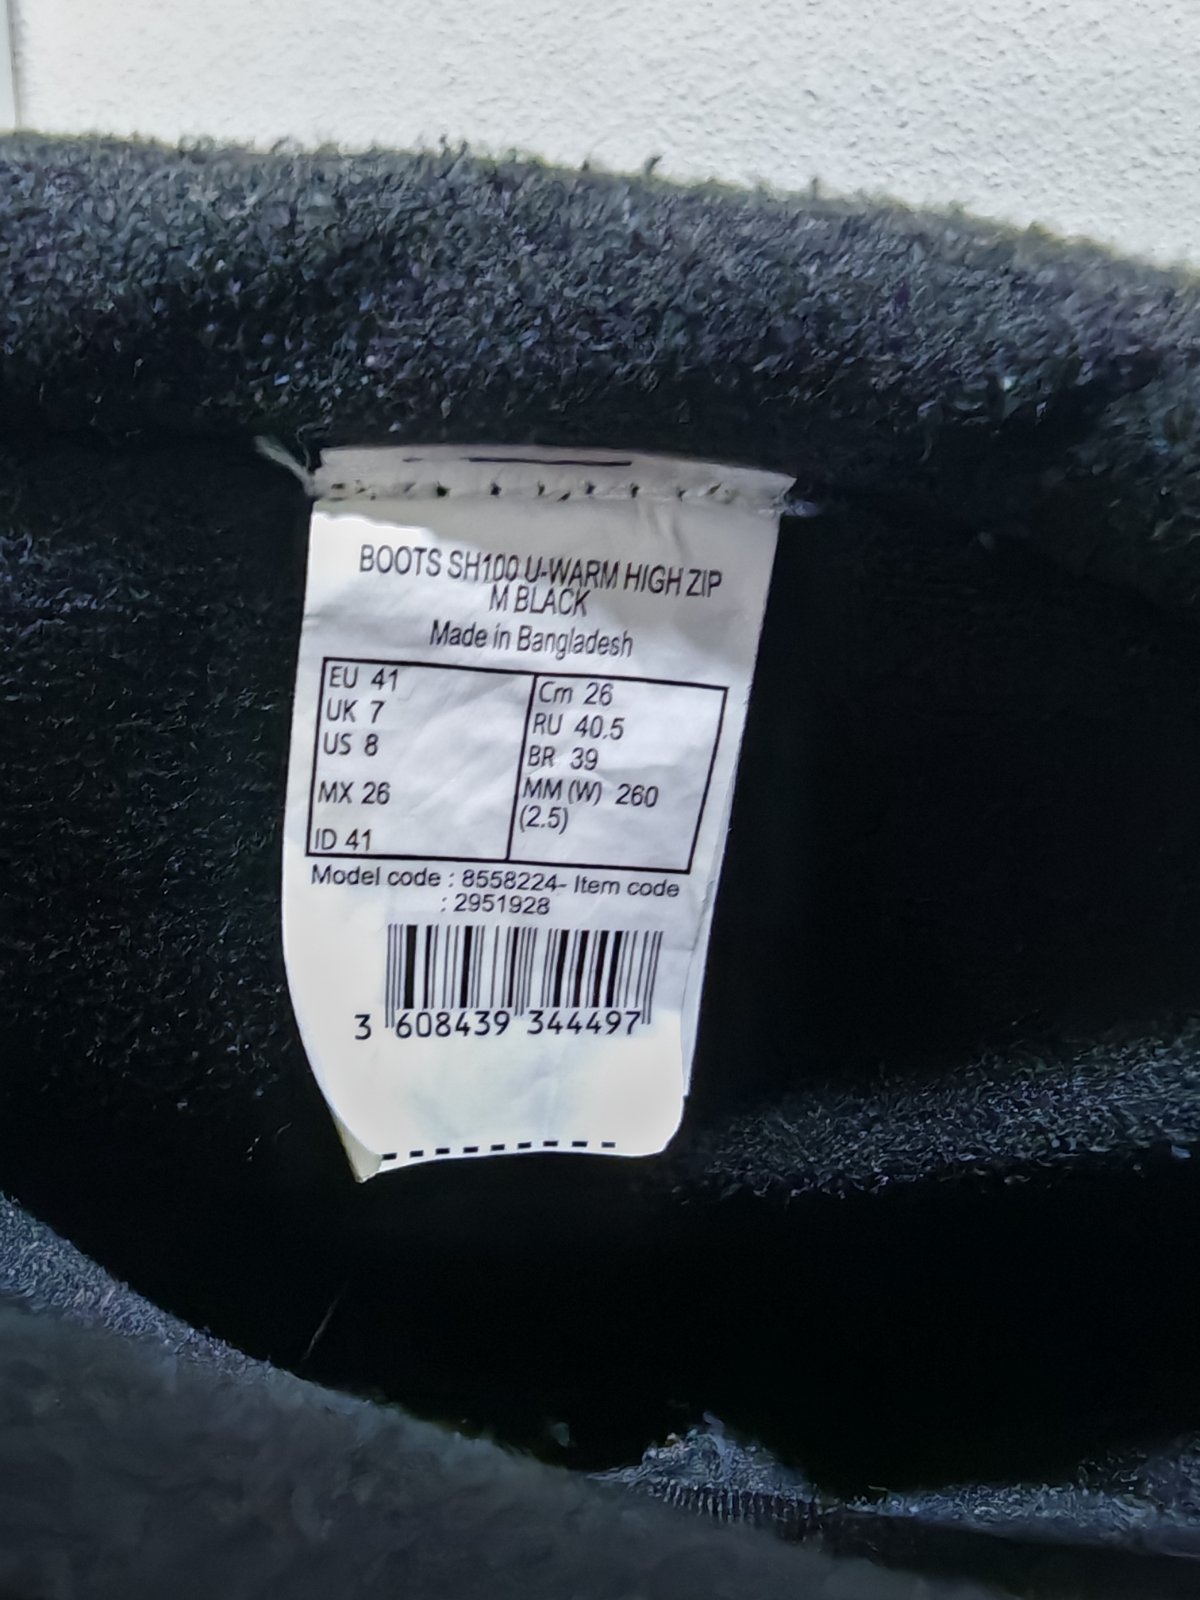 BOOTS SH100 U-WARM HIGH ZIP
M BLACK
Made in Bangladesh
EU 41
UK 7
US 8
MX 26
ID 41
Cm 26
RU 40.5
BR 39
MM (W) 260
(2.5)
Model code : 8558224- Item code
: 2951928
3 608439 344497